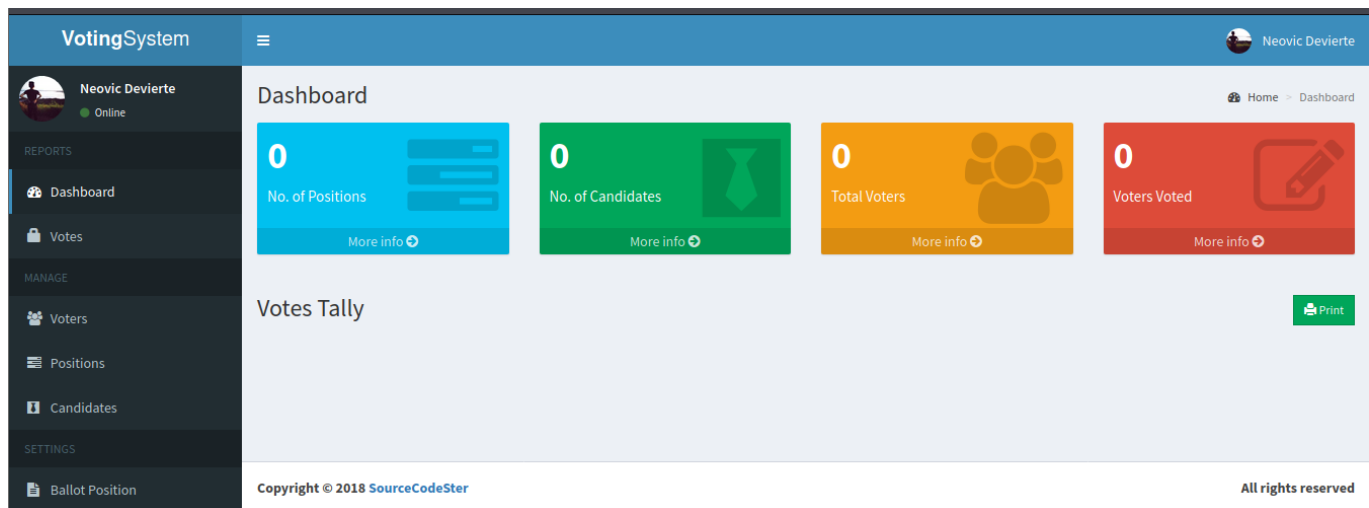 VotingSystem
Neovic Devierte
Neovic Devierte
Online
REPORTS
Dashboard
Votes
MANAGE
Voters
Positions
Candidates
SETTINGS
Ballot Position
Dashboard
Home > Dashboard
0
No. of Positions
More info
0
No. of Candidates
More info
0
Total Voters
More info
0
Voters Voted
More info
Votes Tally
Print
Copyright © 2018 SourceCodeSter
All rights reserved